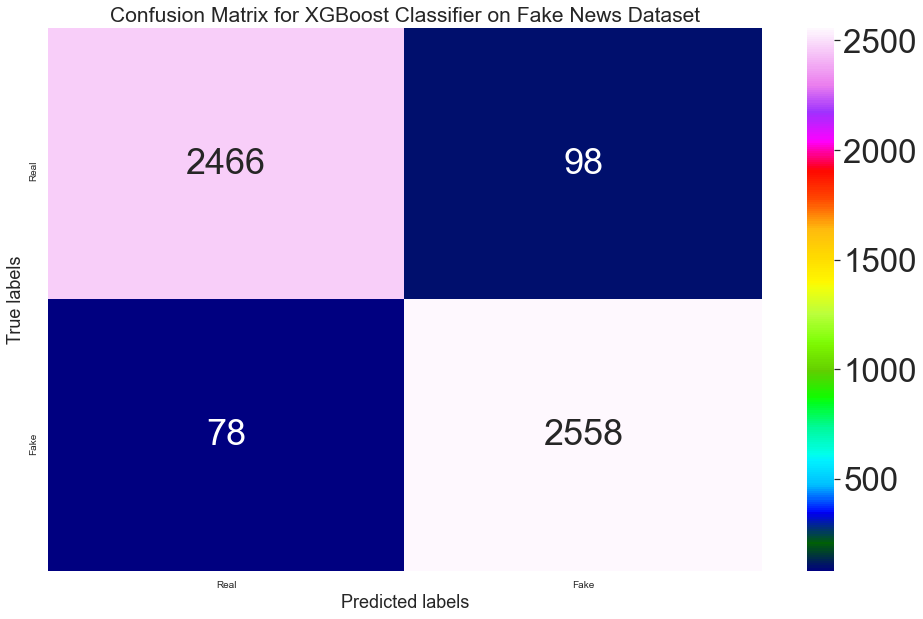 Confusion Matrix for XGBoost Classifier on Fake News Dataset
True labels
Real
Fake
2466
98
78
2558
Real
Fake
Predicted labels
2500
2000
1500
1000
500